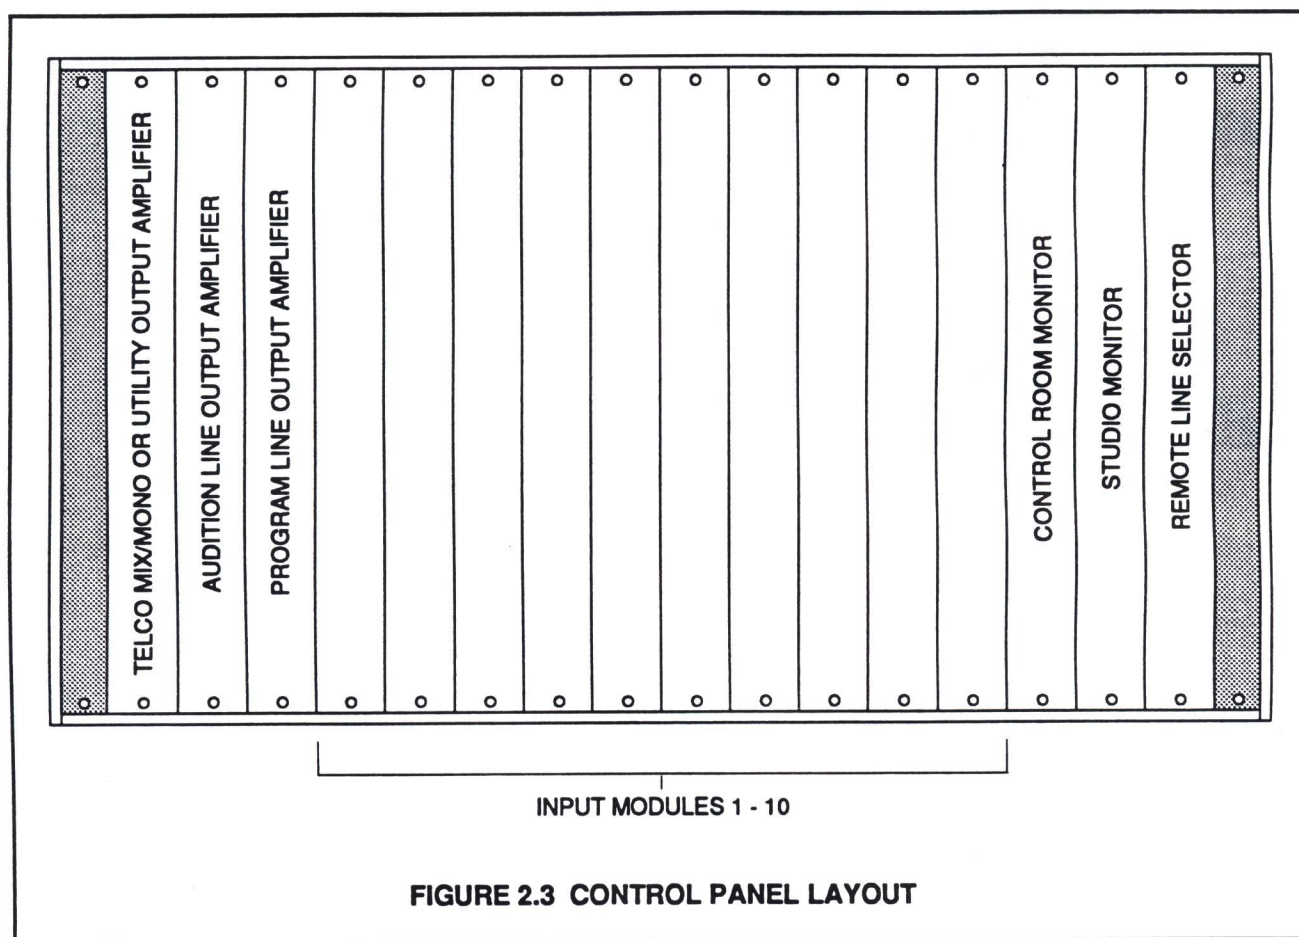 TELCO MIX/MONO OR UTILITY OUTPUT AMPLIFIER
AUDITION LINE OUTPUT AMPLIFIER
PROGRAM LINE OUTPUT AMPLIFIER
CONTROL ROOM MONITOR
STUDIO MONITOR
REMOTE LINE SELECTOR
INPUT MODULES 1 - 10
FIGURE 2.3 CONTROL PANEL LAYOUT